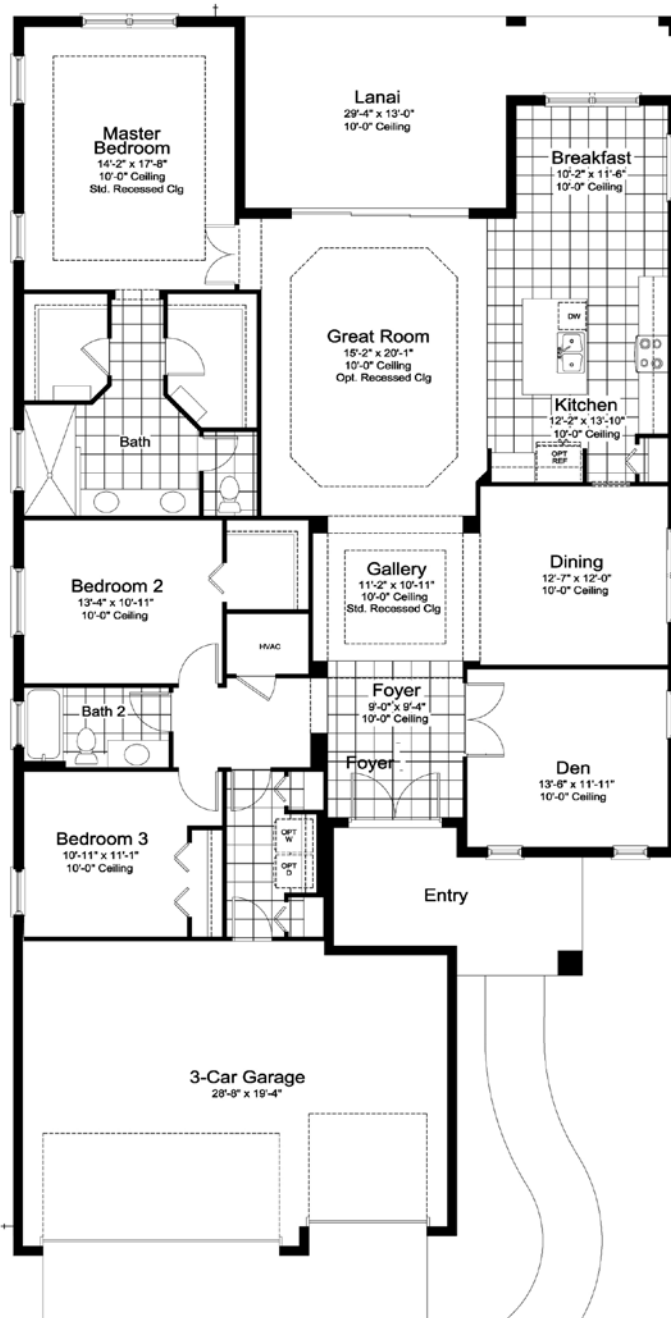 Lanai
29'-4" x 13'-0"
10'-0" Ceiling
Master
Bedroom
14'-2" x 17'-8"
10'-0" Ceiling
Std. Recessed Clg
Breakfast
10'-2" x 11'-6"
10'-0" Ceiling
Great Room
15'-2" x 20'-1"
10'-0" Ceiling
Opt. Recessed Clg
DW
Kitchen
12'-2" x 13'-10"
10'-0" Ceiling
OPT
REF
Bath
Gallery
11'-2" x 10'-11"
10'-0" Ceiling
Std. Recessed Clg
Dining
12'-7" x 12'-0"
10'-0" Ceiling
Bedroom 2
13'-4" x 10'-11"
10'-0" Ceiling
HVAC
Bath 2
Foyer
9'-0" x 9'-4"
10'-0" Ceiling
Foyer
Den
13'-6" x 11'-11"
10'-0" Ceiling
Bedroom 3
10'-11" x 11'-1"
10'-0" Ceiling
OPT
W
OPT
D
Entry
3-Car Garage
28'-8" x 19'-4"